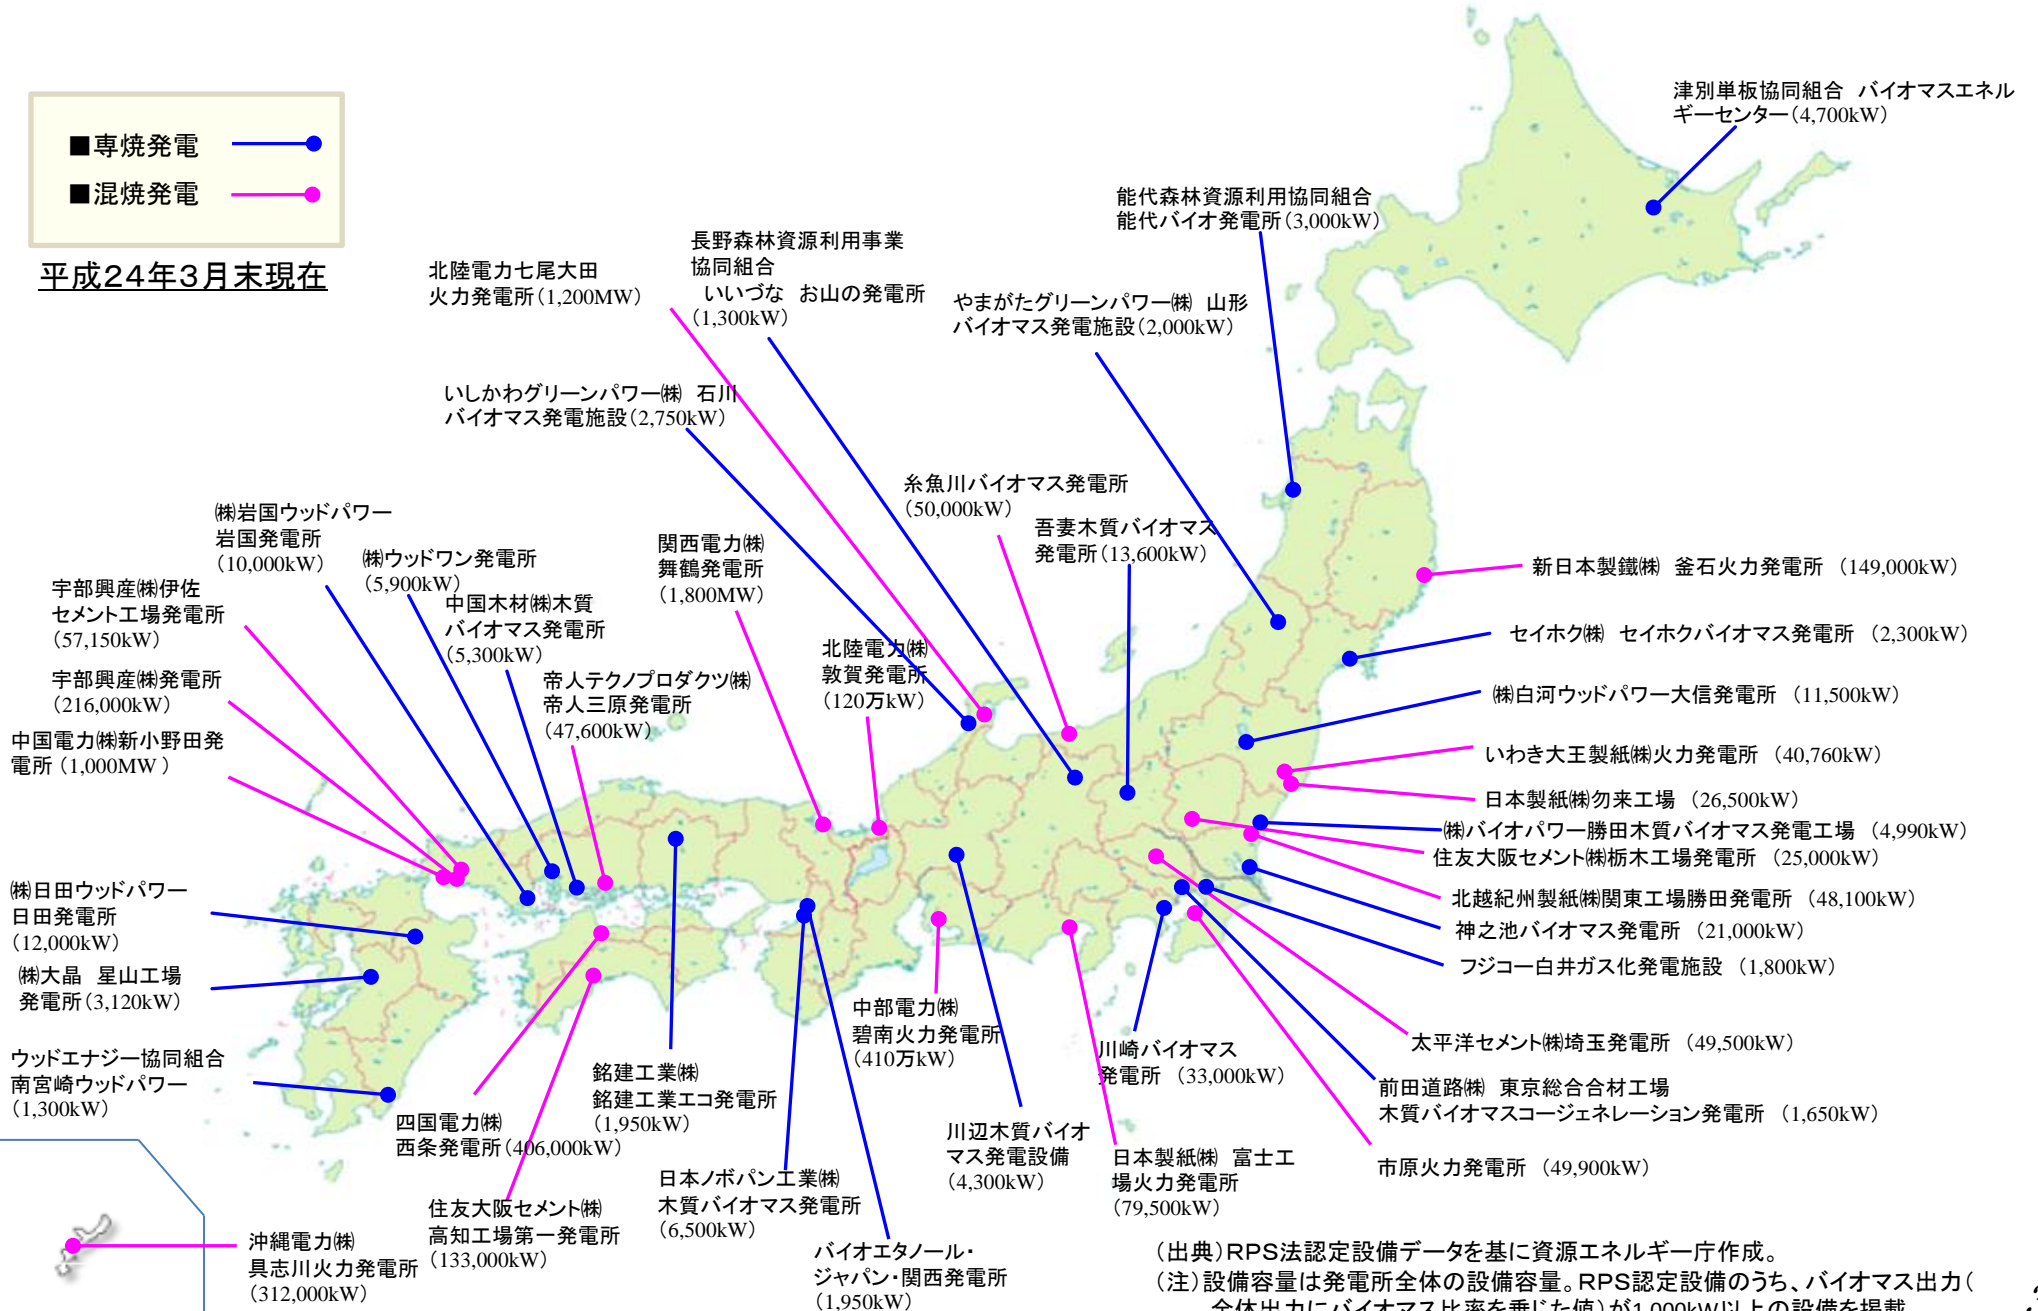 ■専焼発電
■混焼発電
平成24年3月末現在
津別単板協同組合 バイオマスエネル
ギーセンター(4,700kW)
能代森林資源利用協同組合
能代バイオ発電所(3,000kW)
長野森林資源利用事業
協同組合
いいづな お山の発電所
(1,300kW)
北陸電力七尾大田
火力発電所(1,200MW)
やまがたグリーンパワー㈱ 山形
バイオマス発電施設(2,000kW)
いしかわグリーンパワー㈱ 石川
バイオマス発電施設(2,750kW)
糸魚川バイオマス発電所
(50,000kW)
吾妻木質バイオマス
発電所(13,600kW)
㈱岩国ウッドパワー
岩国発電所
(10,000kW)
㈱ウッドワン発電所
(5,900kW)
関西電力㈱
舞鶴発電所
(1,800MW)
宇部興産㈱伊佐
セメント工場発電所
(57,150kW)
中国木材㈱木質
バイオマス発電所
(5,300kW)
北陸電力㈱
敦賀発電所
(120万kW)
宇部興産㈱発電所
(216,000kW)
帝人テクノプロダクツ㈱
帝人三原発電所
(47,600kW)
中国電力㈱新小野田発
電所(1,000MW)
新日本製鐵㈱ 釜石火力発電所 (149,000kW)
セイホク㈱ セイホクバイオマス発電所 (2,300kW)
㈱白河ウッドパワー大信発電所 (11,500kW)
いわき大王製紙㈱火力発電所 (40,760kW)
日本製紙㈱勿来工場 (26,500kW)
㈱バイオパワー勝田木質バイオマス発電工場 (4,990kW)
住友大阪セメント㈱栃木工場発電所 (25,000kW)
北越紀州製紙㈱関東工場勝田発電所 (48,100kW)
神之池バイオマス発電所 (21,000kW)
フジコー白井ガス化発電施設 (1,800kW)
太平洋セメント㈱埼玉発電所 (49,500kW)
前田道路㈱ 東京総合合材工場
木質バイオマスコージェネレーション発電所 (1,650kW)
市原火力発電所 (49,900kW)
㈱日田ウッドパワー
日田発電所
(12,000kW)
㈱大晶 星山工場
発電所(3,120kW)
ウッドエナジー協同組合
南宮崎ウッドパワー
(1,300kW)
四国電力㈱
西条発電所(406,000kW)
銘建工業㈱
銘建工業エコ発電所
(1,950kW)
中部電力㈱
碧南火力発電所
(410万kW)
川崎バイオマス
発電所 (33,000kW)
川辺木質バイオ
マス発電設備
(4,300kW)
日本製紙㈱ 富士工
場火力発電所
(79,500kW)
日本ノボパン工業㈱
木質バイオマス発電所
(6,500kW)
住友大阪セメント㈱
高知工場第一発電所
(133,000kW)
沖縄電力㈱
具志川火力発電所
(312,000kW)
バイオエタノール・
ジャパン・関西発電所
(1,950kW)
(出典)RPS法認定設備データを基に資源エネルギー庁作成。
(注)設備容量は発電所全体の設備容量。RPS認定設備のうち、バイオマス出力(
全体出力にバイオマス比率を乗じた値)が1,000kW以上の設備を掲載